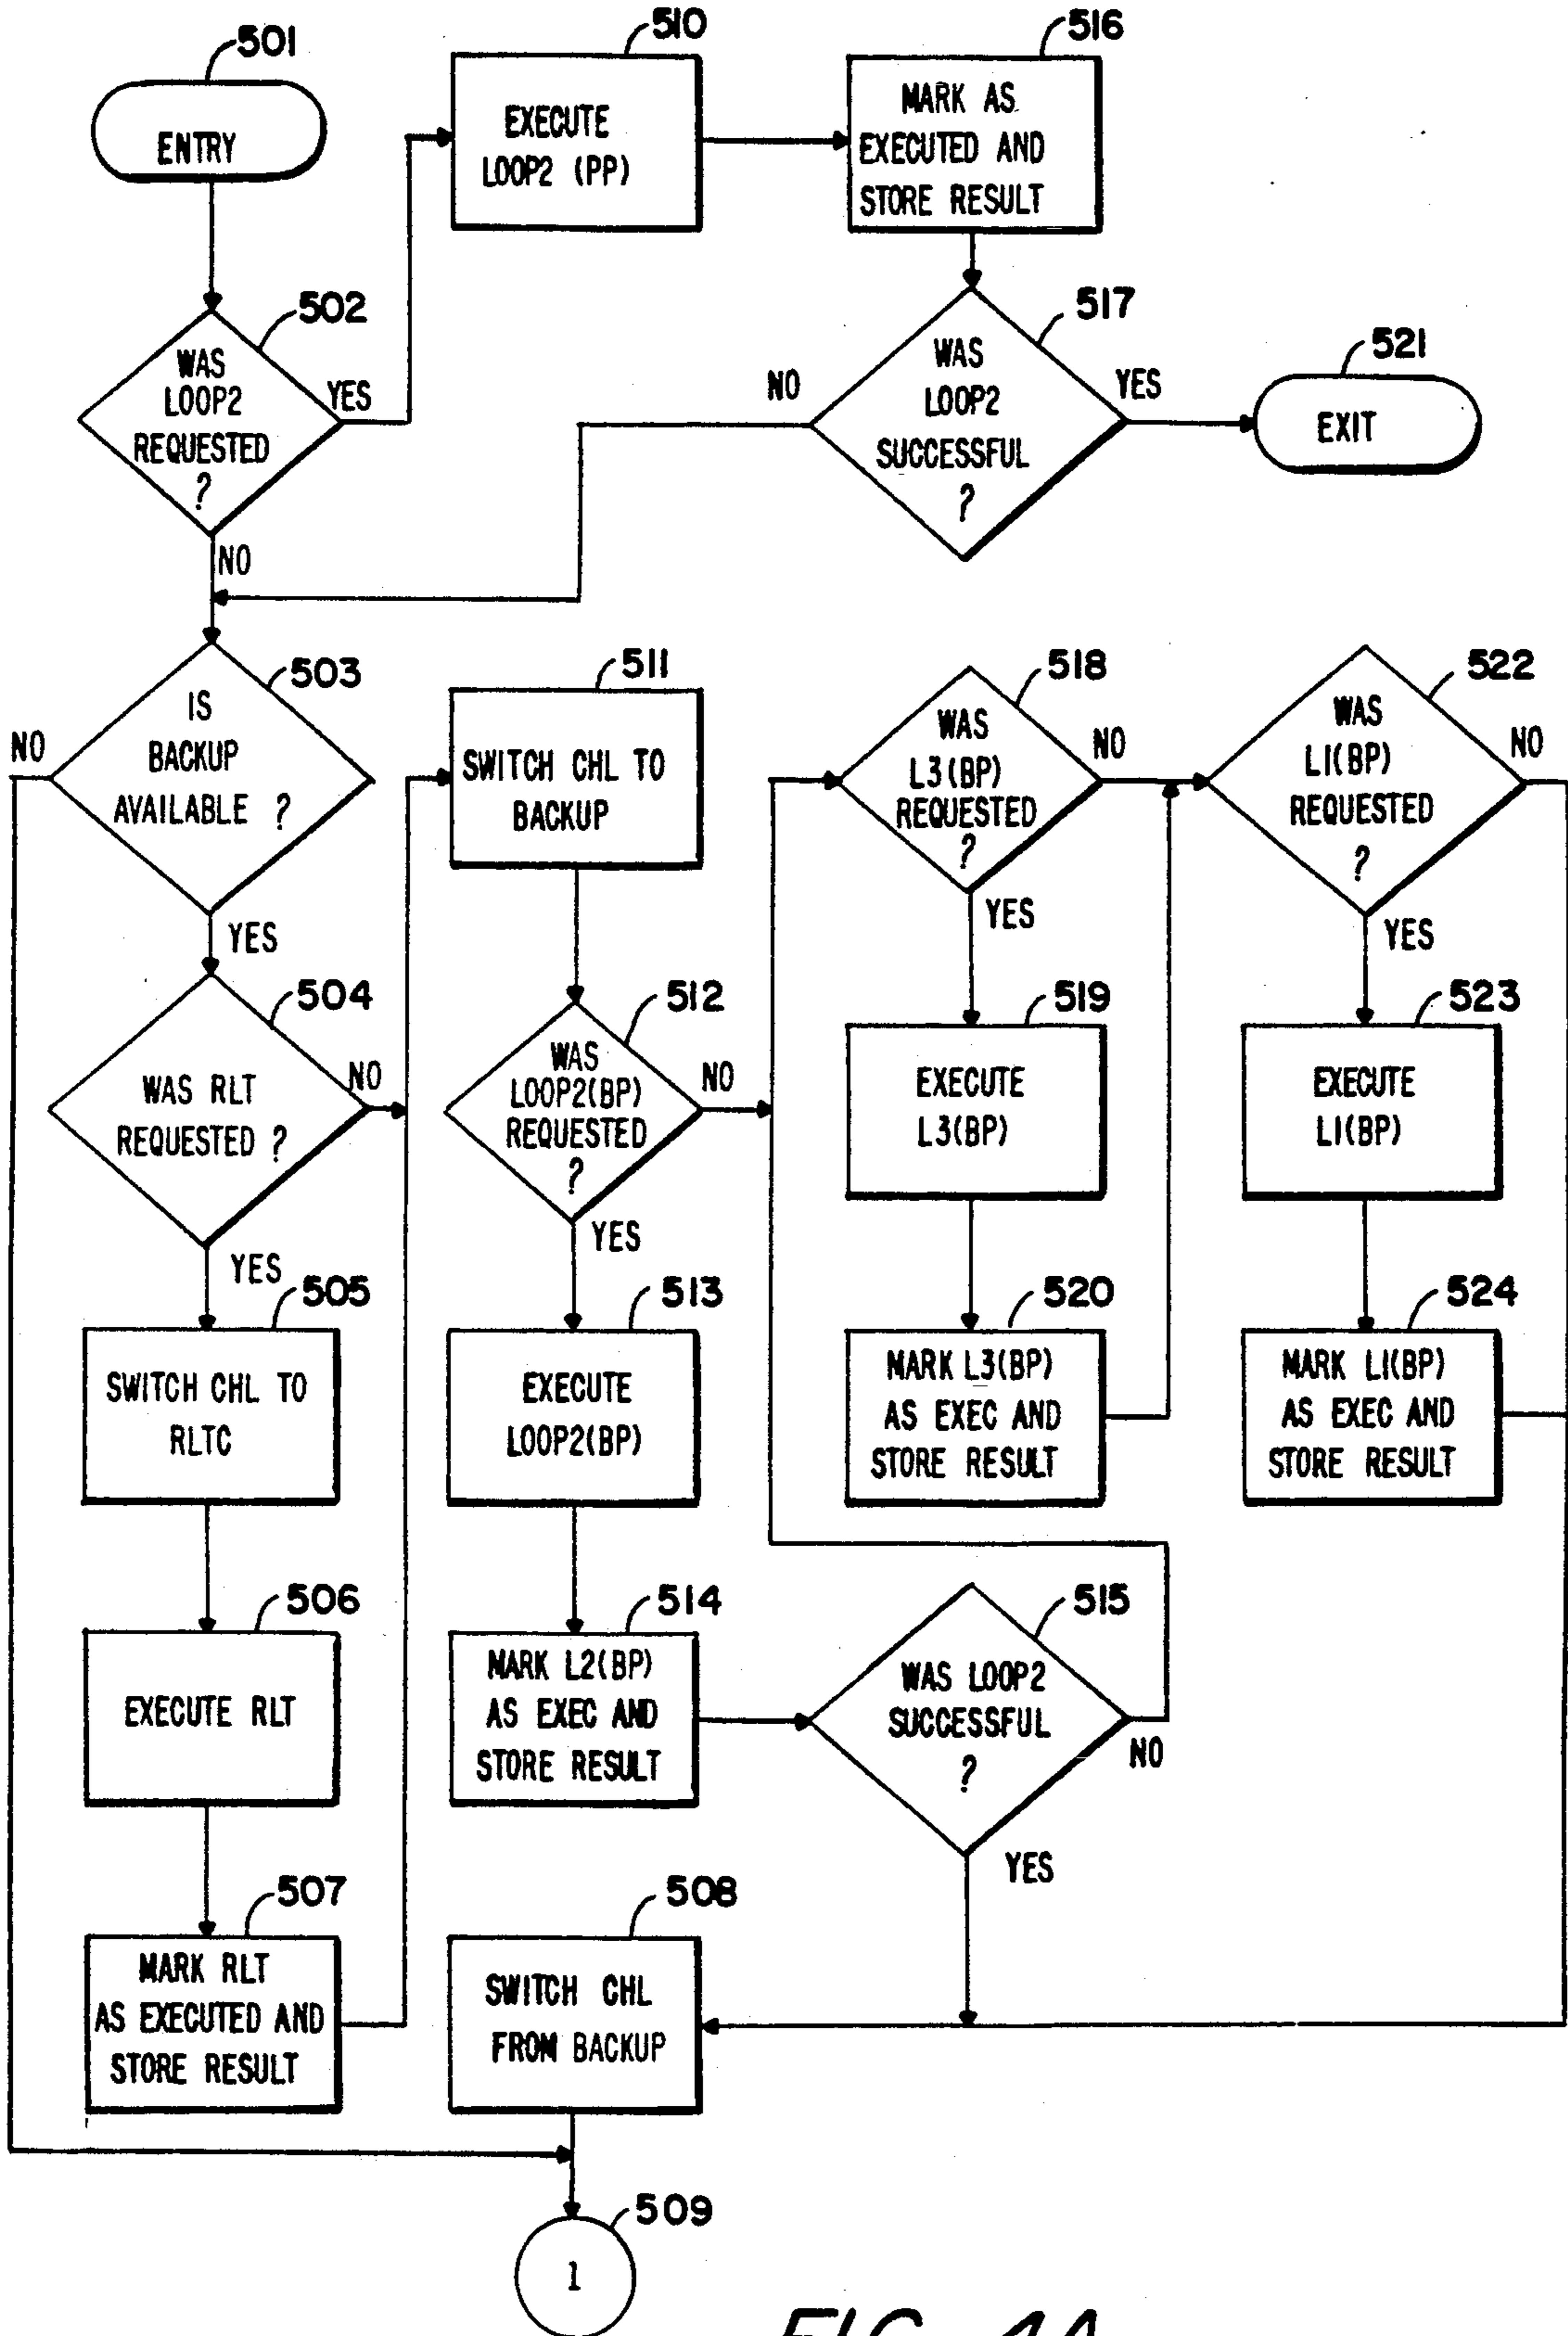 501
ENTRY
510
EXECUTE
LOOP2 (PP)
516
MARK AS
EXECUTED AND
STORE RESULT
502
WAS
LOOP2
REQUESTED
?
YES
NO
517
WAS
LOOP2
SUCCESSFUL
?
NO
YES
521
EXIT
503
IS
BACKUP
AVAILABLE ?
NO
YES
511
SWITCH CHL TO
BACKUP
518
WAS
L3(BP)
REQUESTED
?
NO
YES
522
WAS
L1(BP)
REQUESTED
?
NO
YES
504
WAS RLT
REQUESTED ?
NO
YES
512
WAS
LOOP2(BP)
REQUESTED
?
NO
YES
519
EXECUTE
L3(BP)
523
EXECUTE
L1(BP)
505
SWITCH CHL TO
RLTC
513
EXECUTE
LOOP2(BP)
520
MARK L3(BP)
AS EXEC AND
STORE RESULT
524
MARK L1(BP)
AS EXEC AND
STORE RESULT
506
EXECUTE RLT
514
MARK L2(BP)
AS EXEC AND
STORE RESULT
515
WAS LOOP2
SUCCESSFUL
?
NO
YES
507
MARK RLT
AS EXECUTED AND
STORE RESULT
508
SWITCH CHL
FROM BACKUP
509
1
FIG. 4A